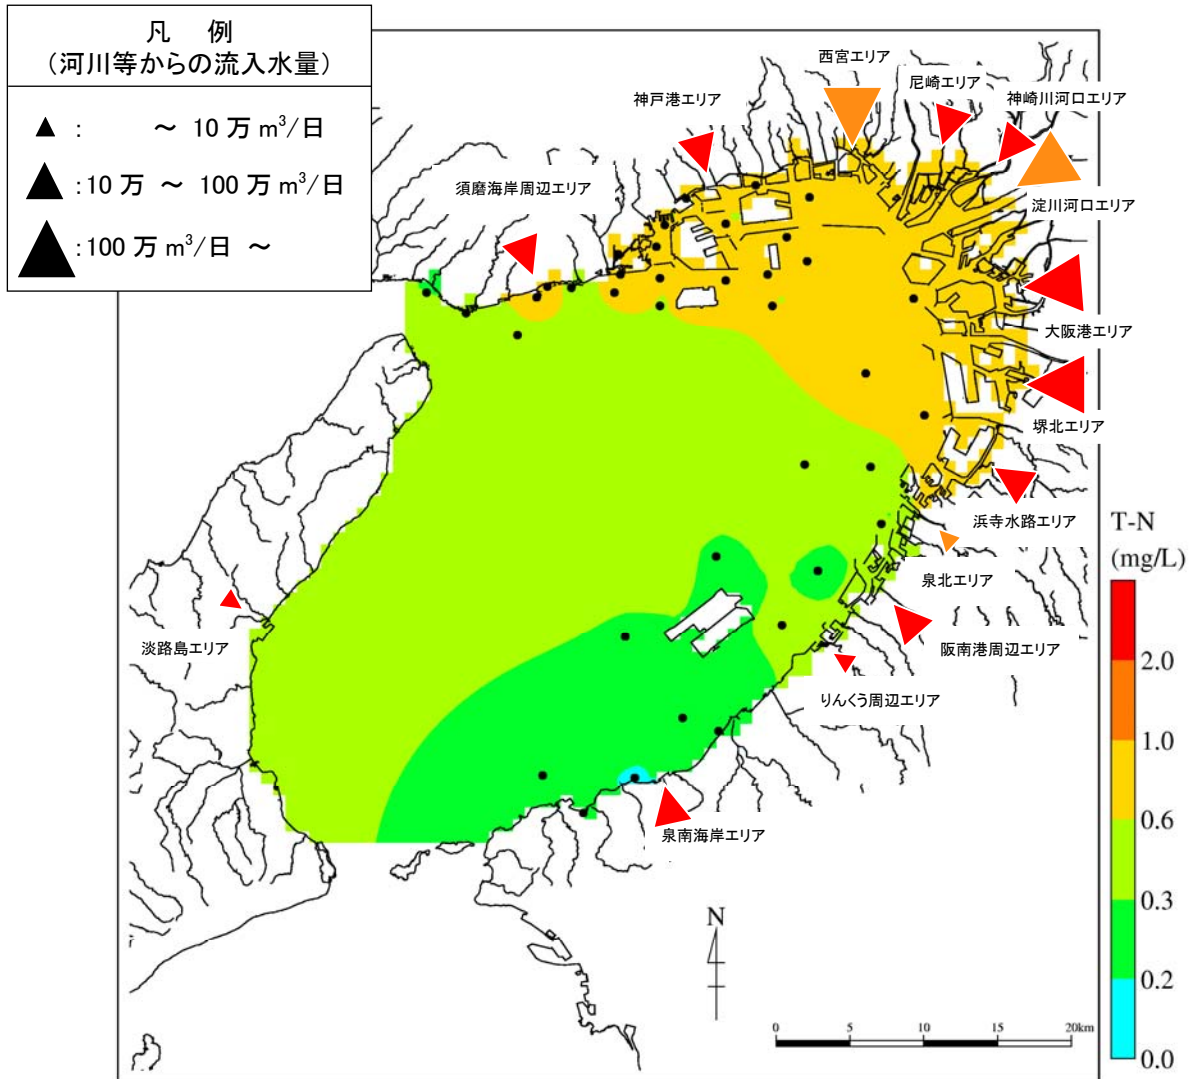 凡 例
（河川等からの流入水量）
： ～ 10 万 m³/日
：10 万 ～ 100 万 m³/日
：100 万 m³/日 ～
西宮エリア
尼崎エリア
神戸港エリア
神崎川河口エリア
須磨海岸周辺エリア
淀川河口エリア
大阪港エリア
堺北エリア
浜寺水路エリア
泉北エリア
淡路島エリア
阪南港周辺エリア
りんくう周辺エリア
泉南海岸エリア
T-N
(mg/L)
2.0
1.0
0.6
0.3
0.2
0.0
N
0 5 10 15 20km